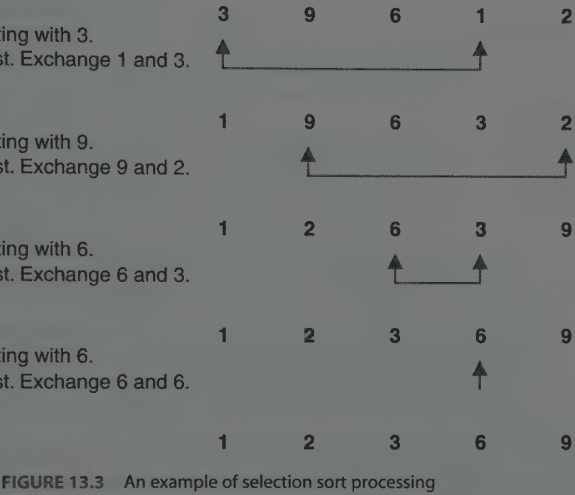 3 9 6 1 2
ting with 3.
st. Exchange 1 and 3.
1 9 6 3 2
ting with 9.
st. Exchange 9 and 2.
1 2 6 3 9
ting with 6.
st. Exchange 6 and 3.
1 2 3 6 9
ting with 6.
st. Exchange 6 and 6.
1 2 3 6 9
FIGURE 13.3 An example of selection sort processing